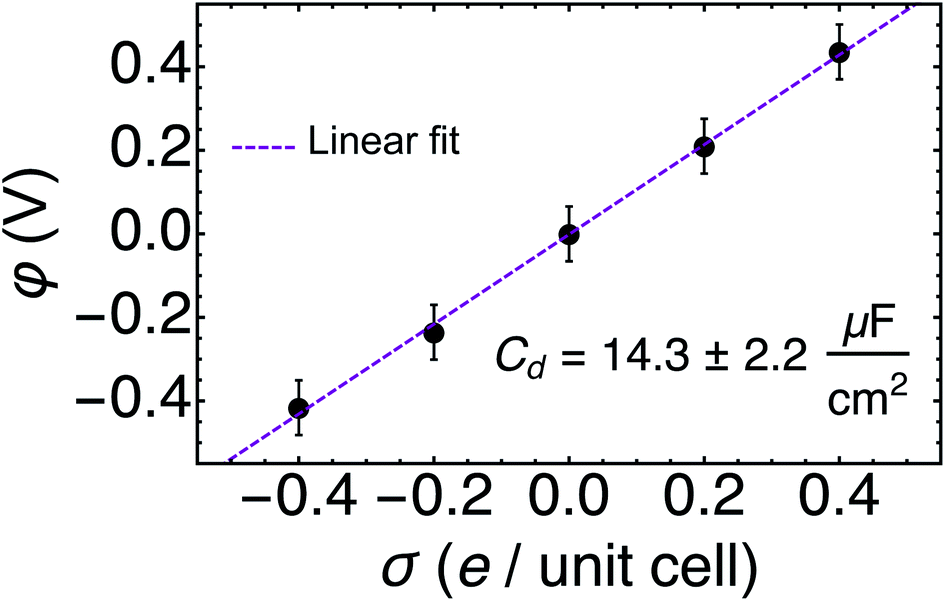 0.4
0.2
0.0
−0.2
−0.4
φ (V)
Linear fit
C_d = 14.3 ± 2.2 μF/cm²
−0.4 −0.2 0.0 0.2 0.4
σ (e / unit cell)